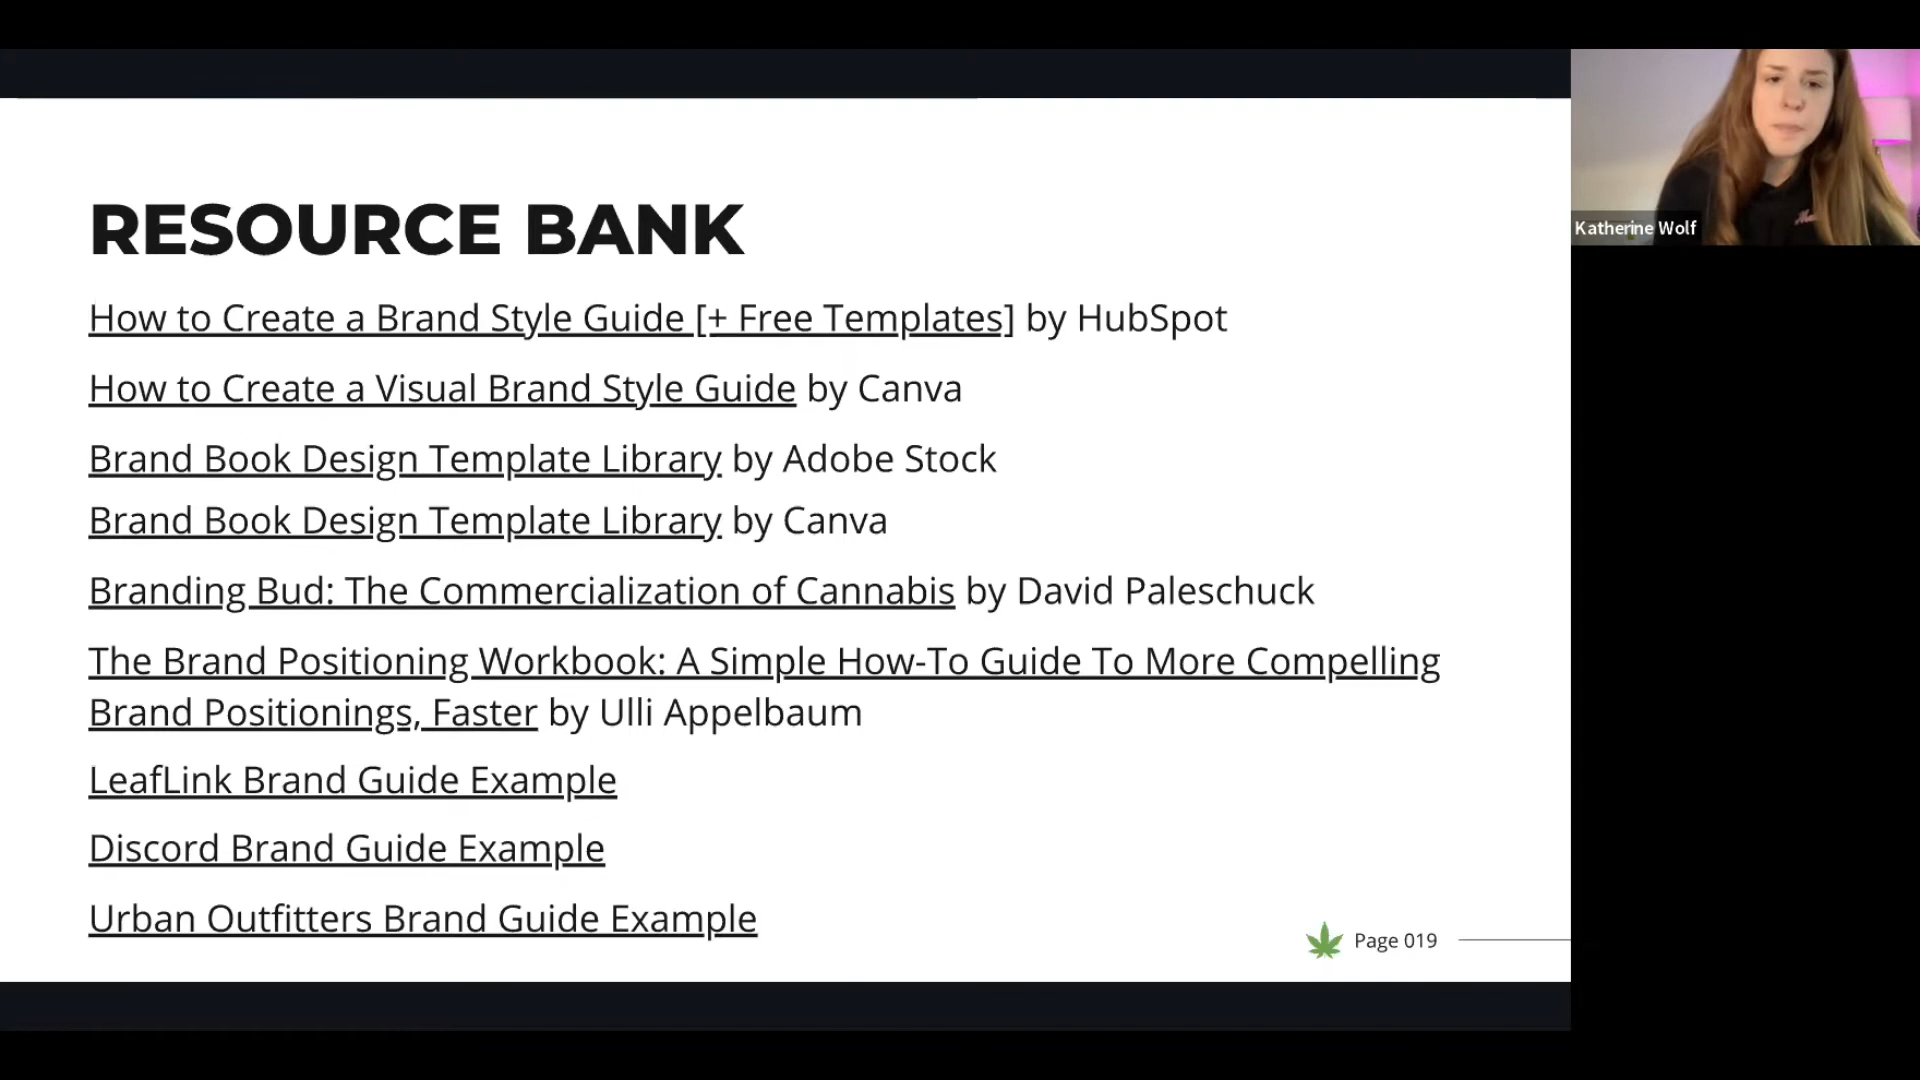 RESOURCE BANK
How to Create a Brand Style Guide [+ Free Templates] by HubSpot
How to Create a Visual Brand Style Guide by Canva
Brand Book Design Template Library by Adobe Stock
Brand Book Design Template Library by Canva
Branding Bud: The Commercialization of Cannabis by David Paleschuck
The Brand Positioning Workbook: A Simple How-To Guide To More Compelling
Brand Positionings, Faster by Ulli Appelbaum
LeafLink Brand Guide Example
Discord Brand Guide Example
Urban Outfitters Brand Guide Example
Page 019
Katherine Wolf